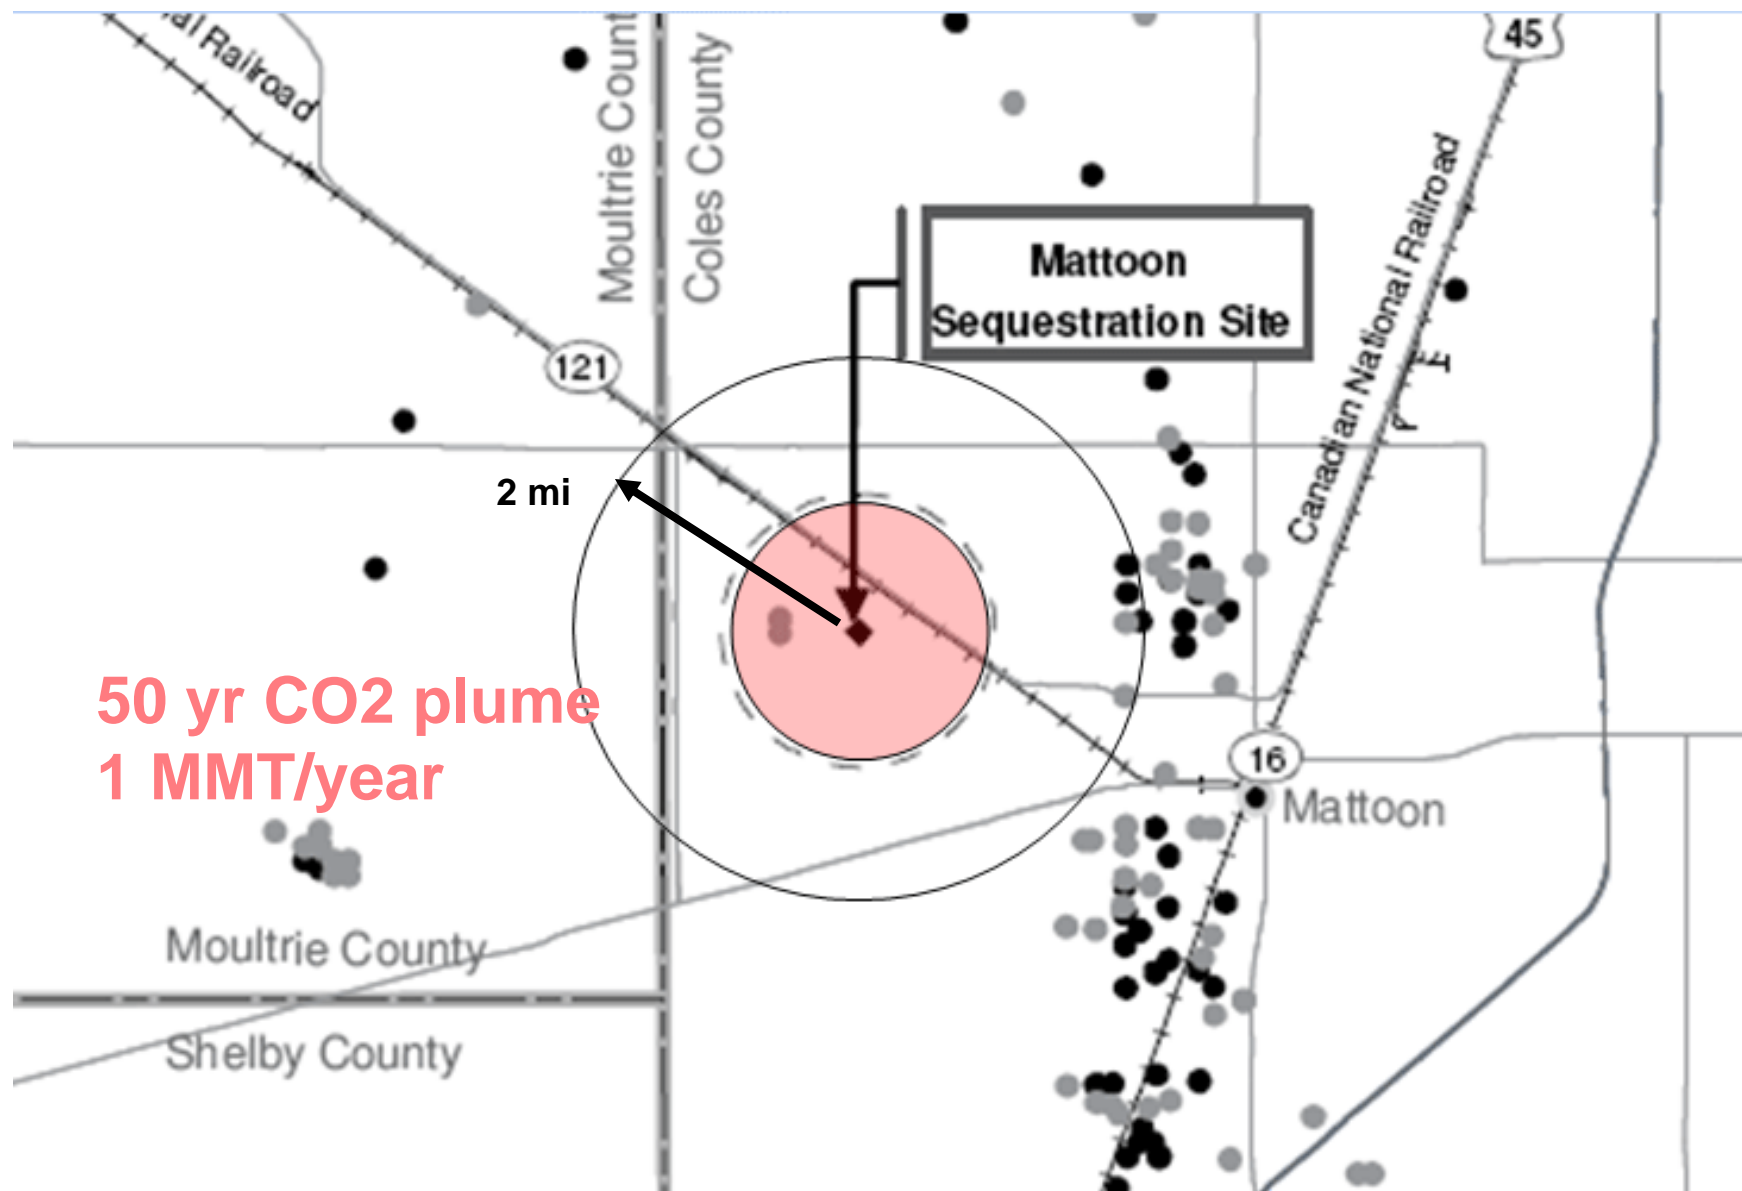 al Railroad
Moultrie Count
Coles County
45
Canadian National Railroad
Mattoon
Sequestration Site
121
2 mi
50 yr CO2 plume
1 MMT/year
16
Mattoon
Moultrie County
Shelby County